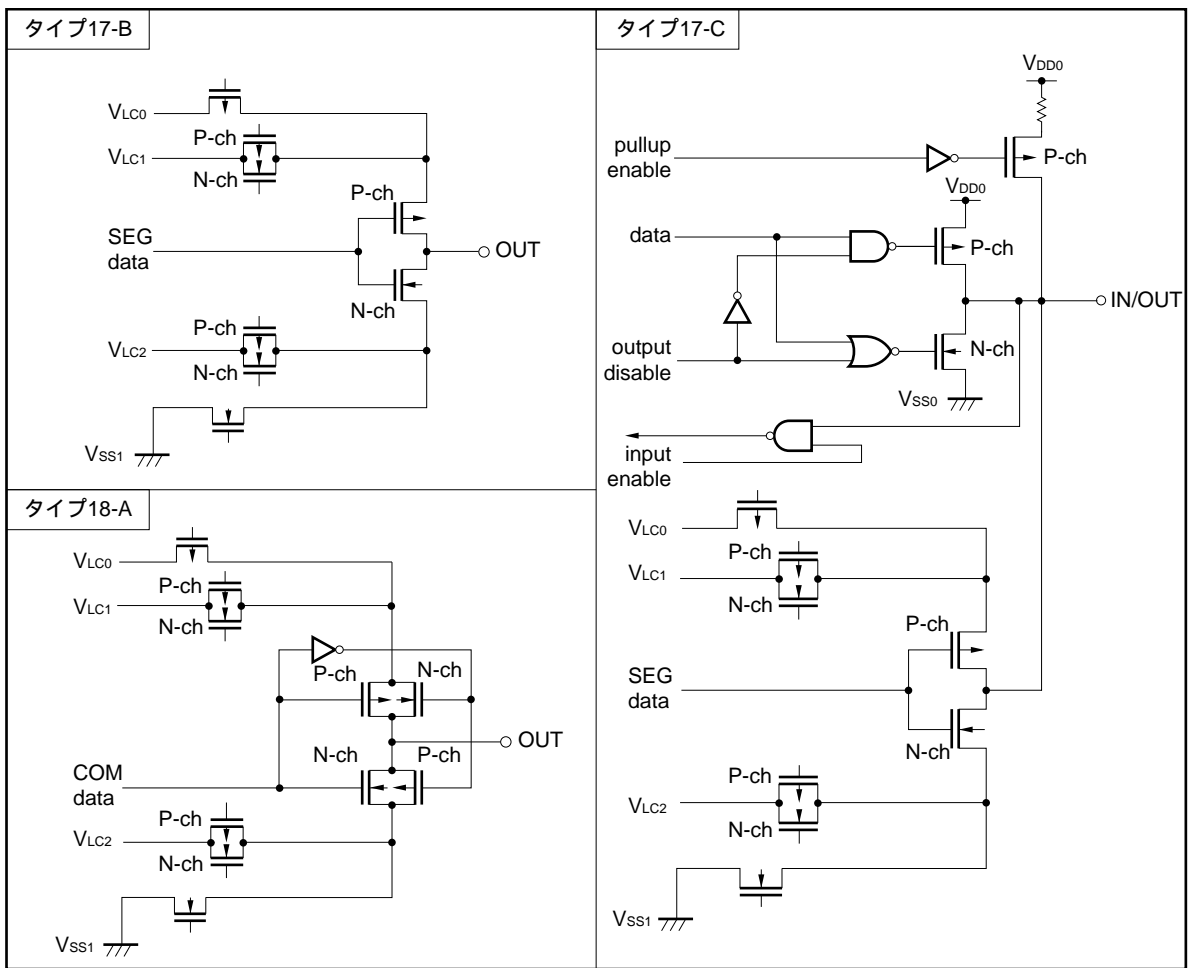 タイプ17-B
VLC0
P-ch
VLC1
N-ch
P-ch
SEG
data
OUT
N-ch
P-ch
VLC2
N-ch
VSS1
タイプ18-A
VLC0
P-ch
VLC1
N-ch
P-ch
N-ch
OUT
N-ch
P-ch
COM
data
P-ch
VLC2
N-ch
VSS1
タイプ17-C
VDD0
pullup
enable
P-ch
VDD0
data
P-ch
IN/OUT
output
disable
N-ch
VSS0
input
enable
VLC0
P-ch
VLC1
N-ch
P-ch
SEG
data
N-ch
P-ch
VLC2
N-ch
VSS1